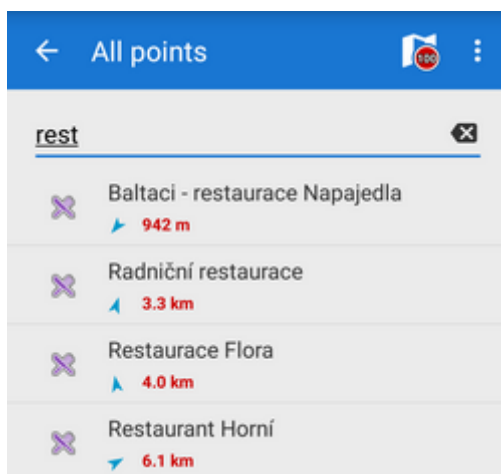 All points
100
rest
Baltaci - restaurace Napajedla
942 m
Radniční restaurace
3.3 km
Restaurace Flora
4.0 km
Restaurant Horní
6.1 km